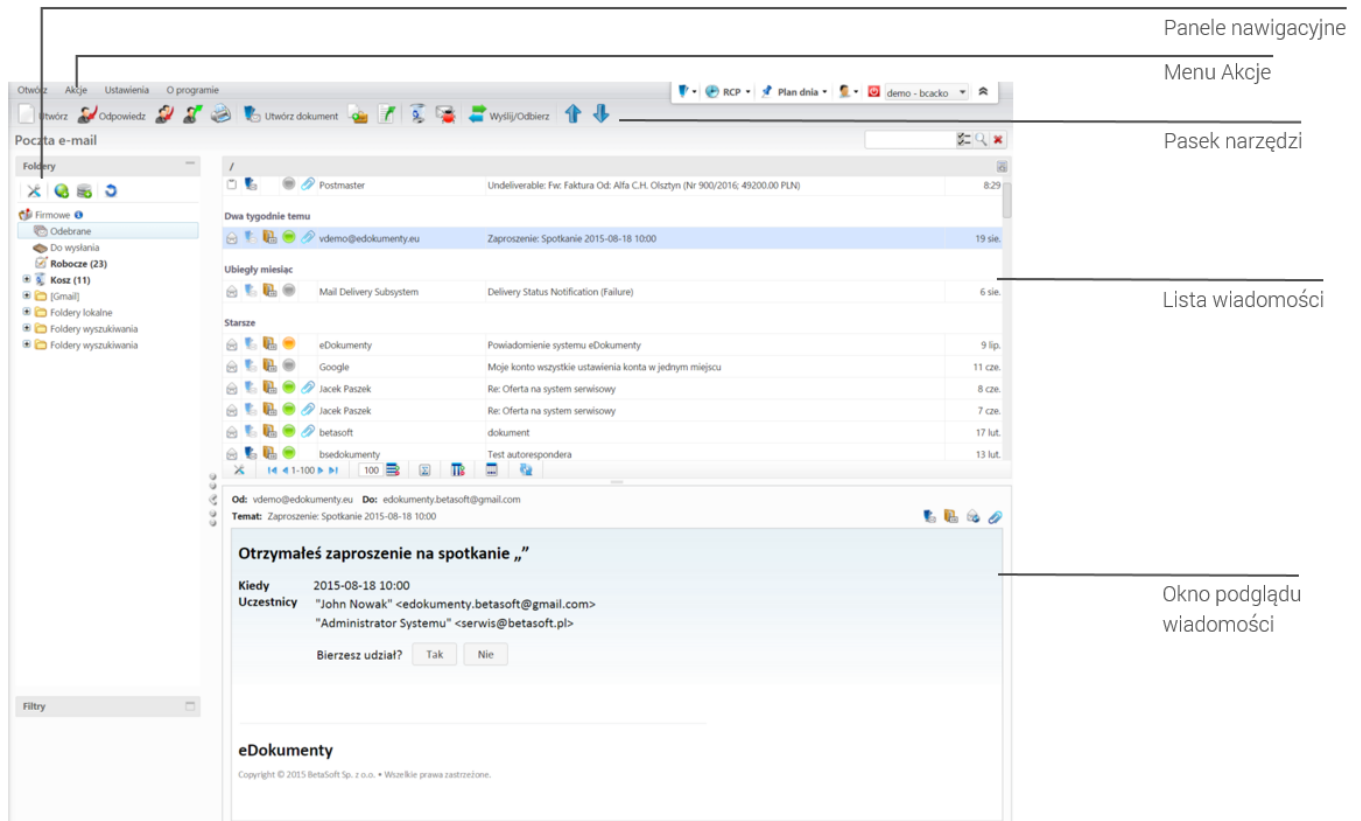 Panele nawigacyjne
Menu Akcje
Otwórz Akcje Ustawienia O programie
RCP Plan dnia demo - bcacko
Utwórz Odpowiedz Utwórz dokument Wyślij/Odbierz
Pasek narzędzi
Poczta e-mail
Foldery
/
Postmaster Undeliverable: Fw: Faktura Od: Alfa C.H. Olsztyn (Nr 900/2016; 49200.00 PLN) 8:29
Firmowe
Odebrane
Do wysłania
Robocze (23)
Kosz (11)
[Gmail]
Foldery lokalne
Foldery wyszukiwania
Foldery wyszukiwania
Dwa tygodnie temu
vdemo@edokumenty.eu Zaproszenie: Spotkanie 2015-08-18 10:00 19 sie.
Ubiegły miesiąc
Mail Delivery Subsystem Delivery Status Notification (Failure) 6 sie.
Lista wiadomości
Starsze
eDokumenty Powiadomienie systemu eDokumenty 9 lip.
Google Moje konto wszystkie ustawienia konta w jednym miejscu 11 cze.
Jacek Paszek Re: Oferta na system serwisowy 8 cze.
Jacek Paszek Re: Oferta na system serwisowy 7 cze.
betasoft dokument 17 lut.
bsedokumenty Test autorespondera 13 lut.
1-100 100
Od: vdemo@edokumenty.eu Do: edokumenty.betasoft@gmail.com
Temat: Zaproszenie: Spotkanie 2015-08-18 10:00
Otrzymałeś zaproszenie na spotkanie „”
Kiedy 2015-08-18 10:00
Uczestnicy "John Nowak" <edokumenty.betasoft@gmail.com>
"Administrator Systemu" <serwis@betasoft.pl>
Okno podglądu
wiadomości
Bierzesz udział? Tak Nie
Filtry
eDokumenty
Copyright © 2015 BetaSoft Sp. z o.o. • Wszelkie prawa zastrzeżone.